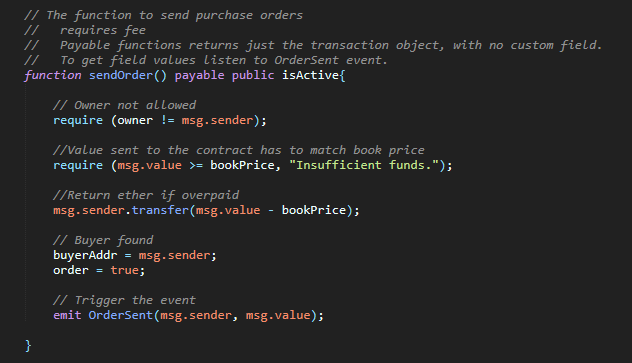 // The function to send purchase orders
//   requires fee
//   Payable functions returns just the transaction object, with no custom field.
//   To get field values listen to OrderSent event.
function sendOrder() payable public isActive{
// Owner not allowed
require (owner != msg.sender);
//Value sent to the contract has to match book price
require (msg.value >= bookPrice, "Insufficient funds.");
//Return ether if overpaid
msg.sender.transfer(msg.value - bookPrice);
// Buyer found
buyerAddr = msg.sender;
order = true;
// Trigger the event
emit OrderSent(msg.sender, msg.value);
}